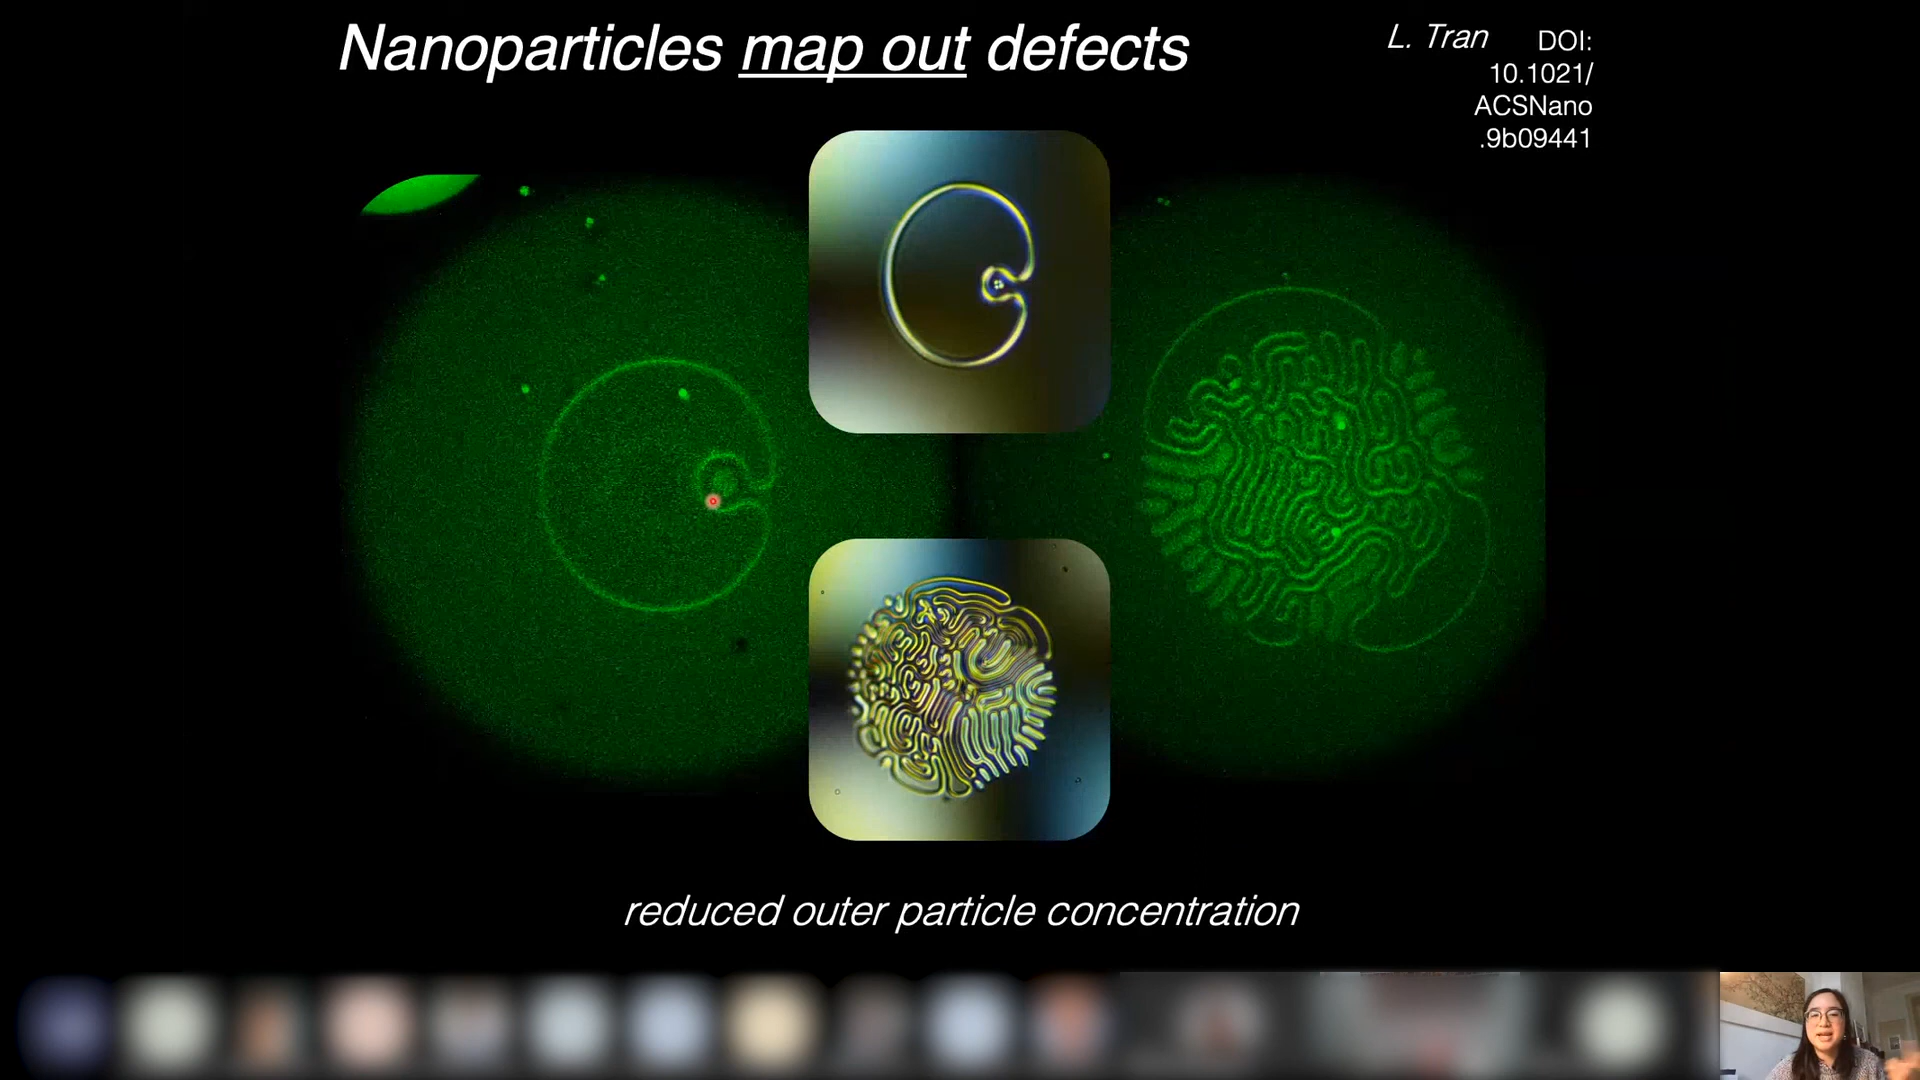 Nanoparticles map out defects
L. Tran
DOI:
10.1021/
ACSNano
.9b09441
reduced outer particle concentration